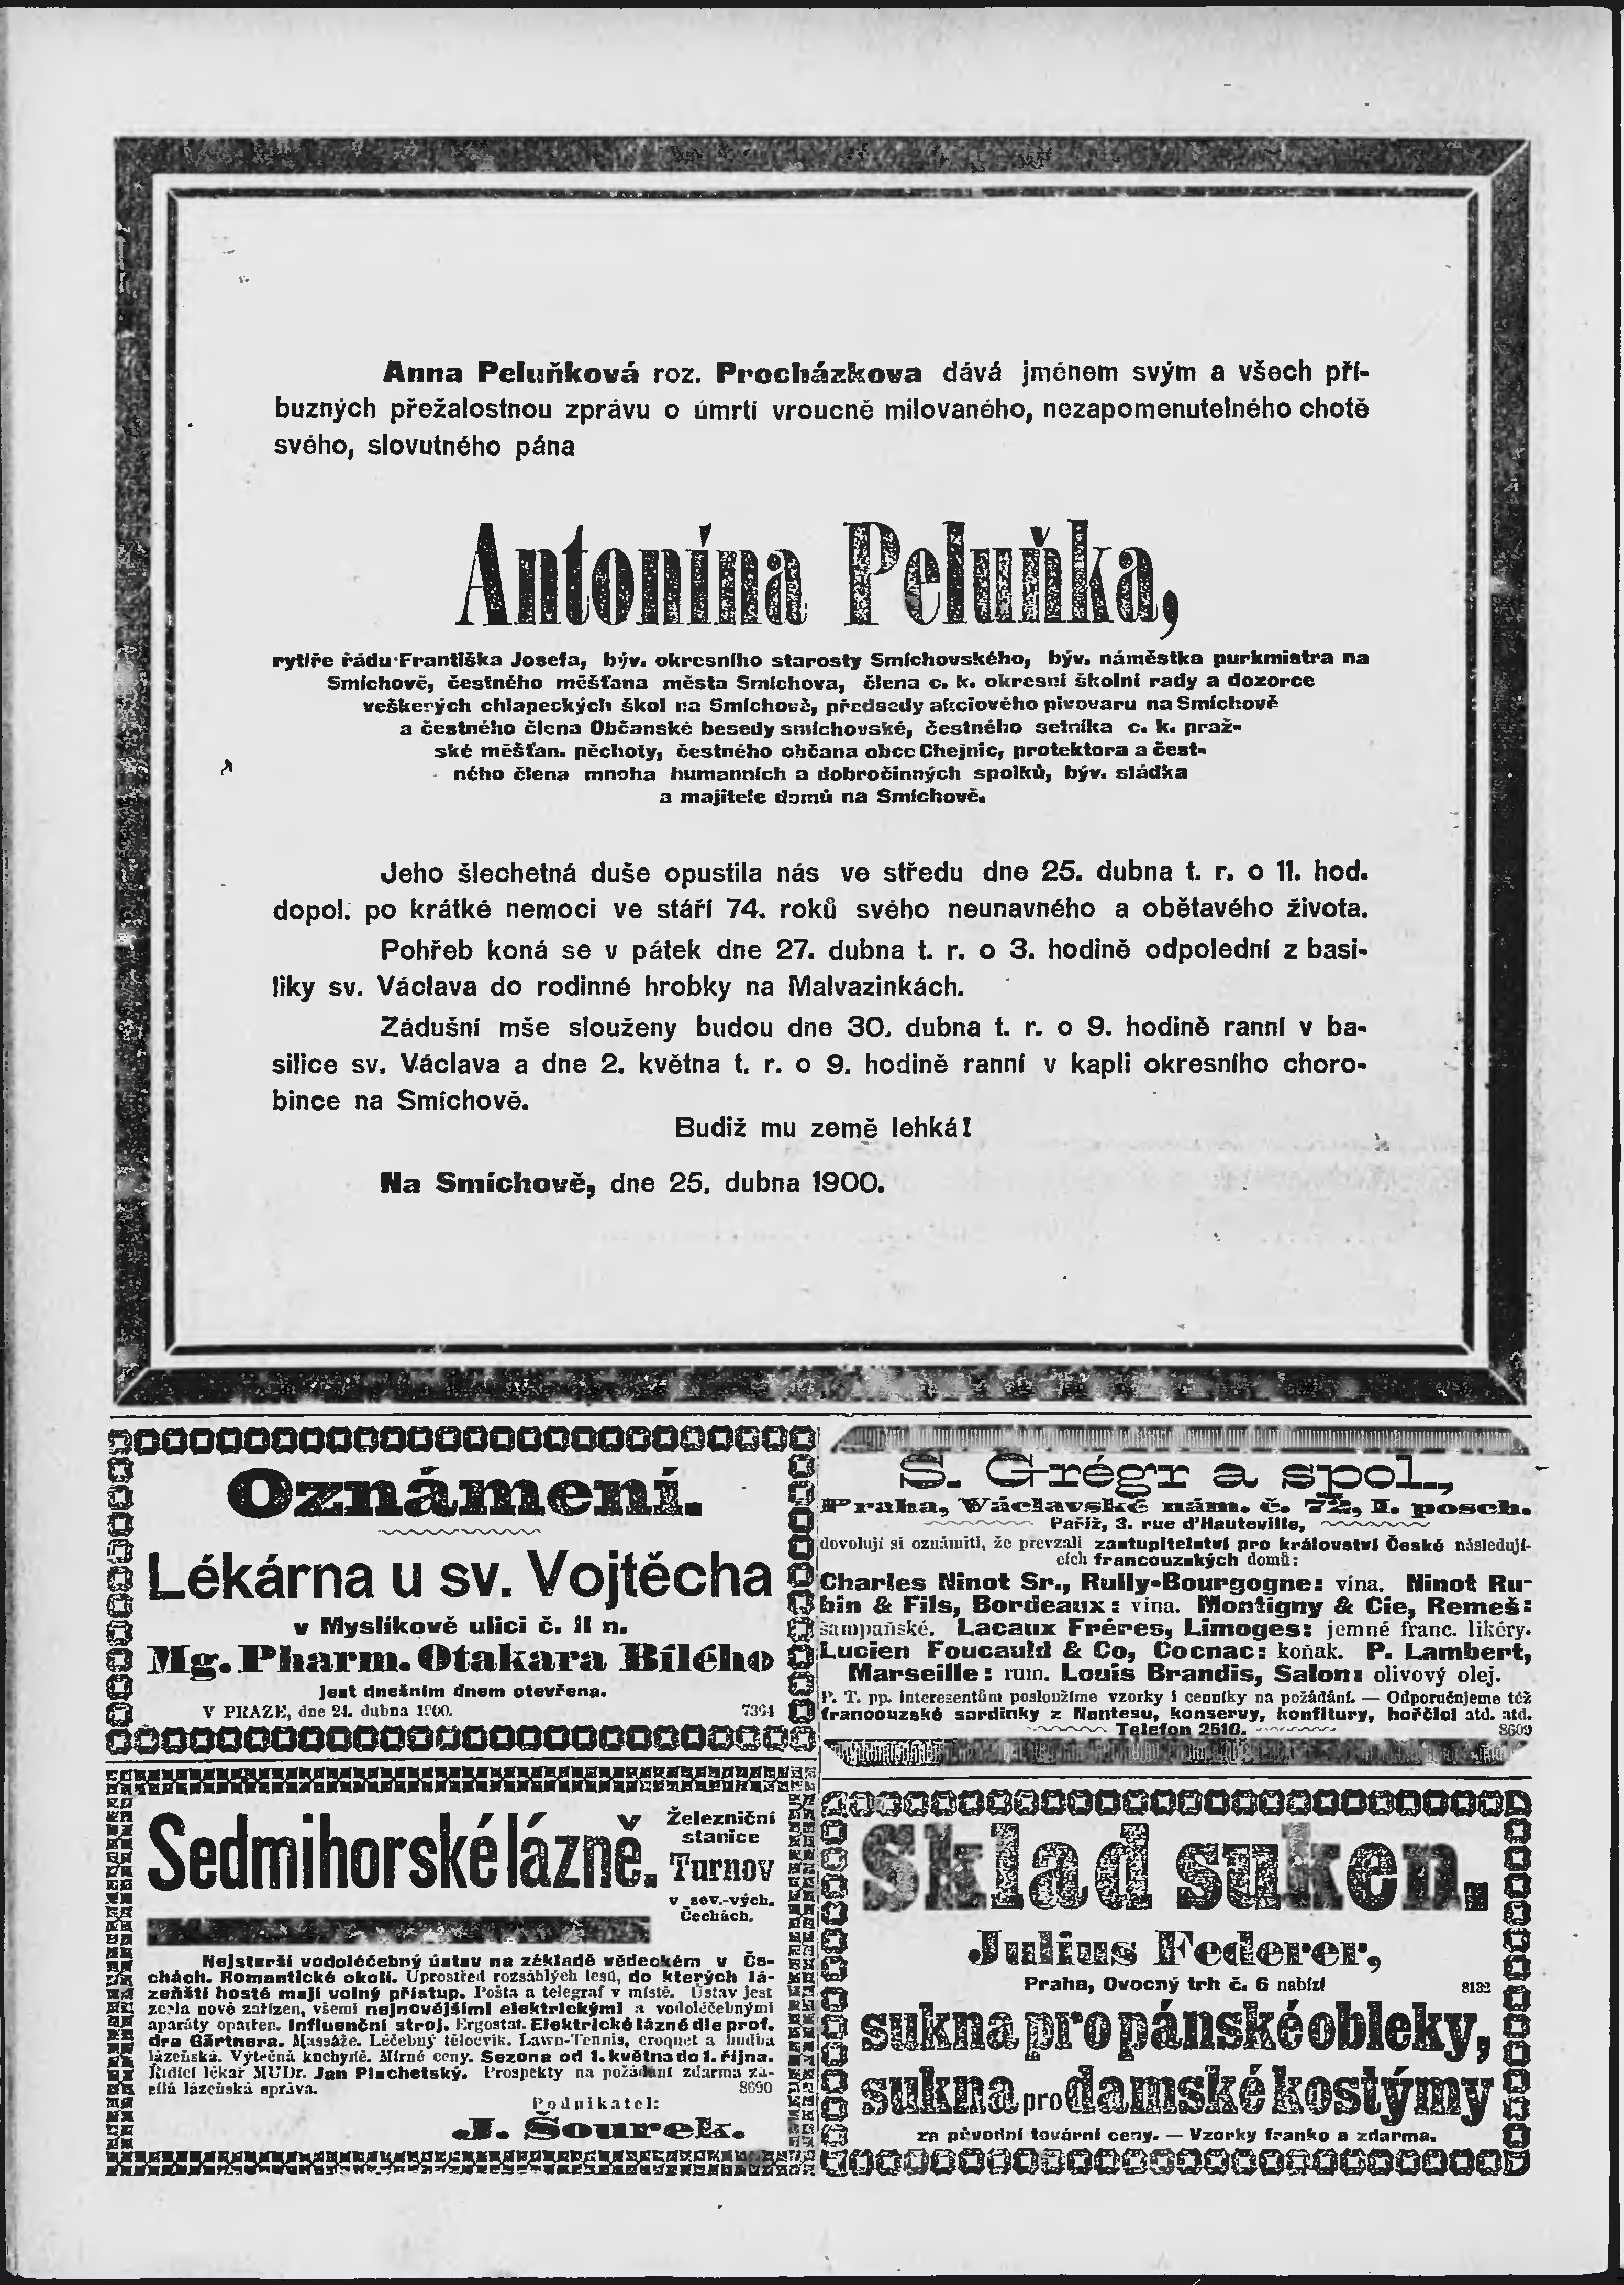 Anna Peluňková roz. Procházkova dává jménem svým a všech pří-
buzných přežalostnou zprávu o úmrtí vroucně milovaného, nezapomenutelného chotě
svého, slovutného pána
Antonína Peluňka,
rytíře řádu Františka Josefa, býv. okresního starosty Smíchovského, býv. náměstka purkmistra na
Smíchově, čestného měšťana města Smíchova, člena c. k. okresní školní rady a dozorce
veškerých chlapeckých škol na Smíchově, předsedy akciového pivovaru na Smíchově
a čestného člena Občanské besedy smíchovské, čestného setníka c. k. praž-
ské měšťan. pěchoty, čestného občana obce Chejnic, protektora a čest-
ného člena mnoha humanních a dobročinných spolků, býv. sládka
a majitele domů na Smíchově.
Jeho šlechetná duše opustila nás ve středu dne 25. dubna t. r. o 11. hod.
dopol. po krátké nemoci ve stáří 74. roků svého neunavného a obětavého života.
Pohřeb koná se v pátek dne 27. dubna t. r. o 3. hodině odpolední z basi-
liky sv. Václava do rodinné hrobky na Malvazinkách.
Zádušní mše slouženy budou dne 30. dubna t. r. o 9. hodině ranní v ba-
silice sv. Václava a dne 2. května t. r. o 9. hodině ranní v kapli okresního choro-
bince na Smíchově.
Budiž mu země lehká!
Na Smíchově, dne 25. dubna 1900.
Oznámení.
Lékárna u sv. Vojtěcha
v Myslíkově ulici č. 11 n.
Mg. Pharm. Otakara Bílého
jest dnešním dnem otevřena.
V PRAZE, dne 24. dubna 1900. 7364
S. Grégr a spol.,
Praha, Václavské nám. č. 72, I. posch.
Paříž, 3. rue d'Hauteville,
dovolují si oznámiti, že převzali zastupitelství pro království České následují-
cích francouzských domů:
Charles Ninot Sr., Rully-Bourgogne: vina. Ninot Ru-
bin & Fils, Bordeaux: vina. Montigny & Cie, Remeš:
šampaňské. Lacaux Fréres, Limoges: jemné franc. likéry.
Lucien Foucauld & Co, Cocnac: koňak. P. Lambert,
Marseille: rum. Louis Brandis, Salon: olivový olej.
P. T. pp. interesentům posloužíme vzorky i cenníky na požádání. — Odporučnjeme též
francouzské sardinky z Nantesu, konservy, konfitury, hořčici atd. atd.
Telefon 2510. 8609
Sedmihorské lázně.
Železniční
stanice
Turnov
v sev.-vých.
Čechách.
Nejstarší vodoléčebný ústav na základě vědeckém v Če-
chách. Romantické okolí. Uprostřed rozsáhlých lesů, do kterých lá-
zeňští hosté mají volný přístup. Pošta a telegraf v místě. Ústav jest
zcela nově zařízen, všemi nejnovějšími elektrickými a vodoléčebnými
aparáty opatřen. Influenční stroj. Ergostat. Elektrické lázně dle prof.
dra Gärtnera. Massáže. Léčebný tělocvik. Lawn-Tennis, croquet a hudba
lázeňská. Výtečná kuchyně. Mírné ceny. Sezona od 1. května do 1. října.
Řídící lékař MUDr. Jan Plachetský. Prospekty na požádání zdarma za-
sílá lázeňská správa. 8690
Podnikatel:
J. Šourek.
Sklad suken.
Julius Federer,
Praha, Ovocný trh č. 6 nabízí 8132
sukna pro pánské obleky,
sukna pro damské kostýmy
za původní tovární ceny. — Vzorky franko a zdarma.